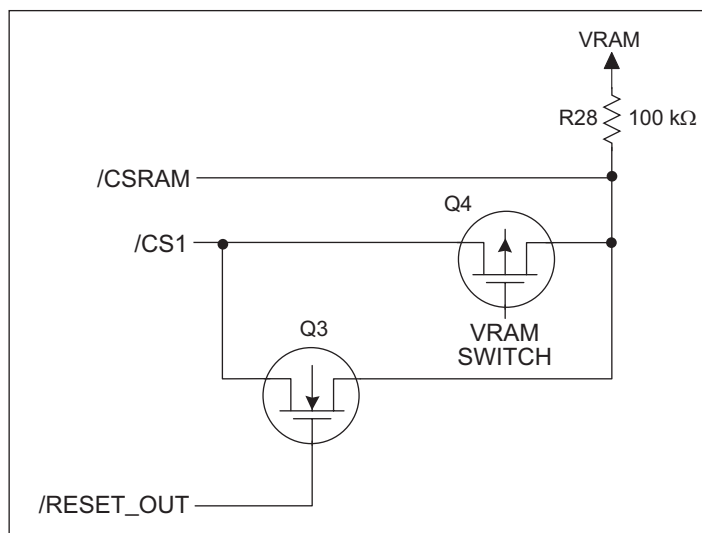 VRAM
R28 100 kΩ
/CSRAM
Q4
/CS1
VRAM
SWITCH
Q3
/RESET_OUT